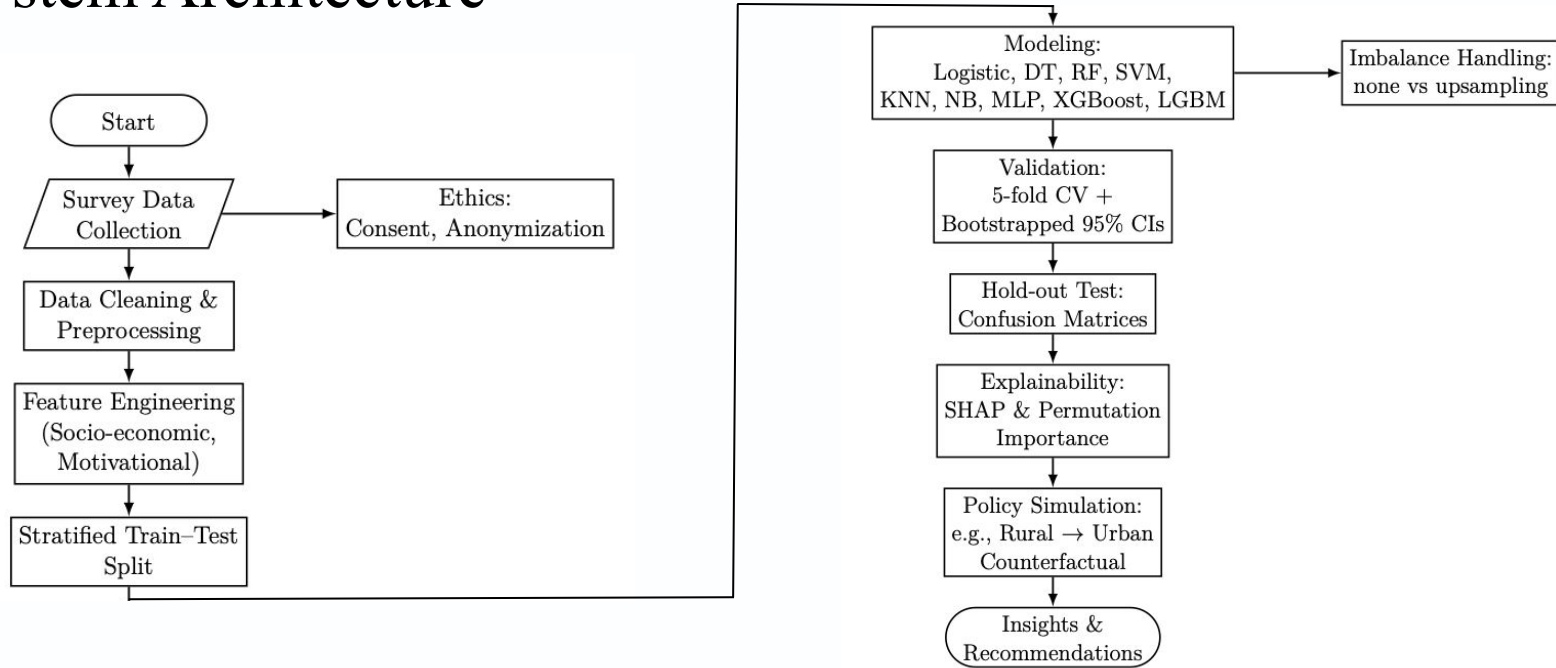 stem Architecture
Start
Survey Data
Collection
Ethics:
Consent, Anonymization
Data Cleaning &
Preprocessing
Feature Engineering
(Socio-economic,
Motivational)
Stratified Train–Test
Split
Modeling:
Logistic, DT, RF, SVM,
KNN, NB, MLP, XGBoost, LGBM
Imbalance Handling:
none vs upsampling
Validation:
5-fold CV +
Bootstrapped 95% CIs
Hold-out Test:
Confusion Matrices
Explainability:
SHAP & Permutation
Importance
Policy Simulation:
e.g., Rural → Urban
Counterfactual
Insights &
Recommendations